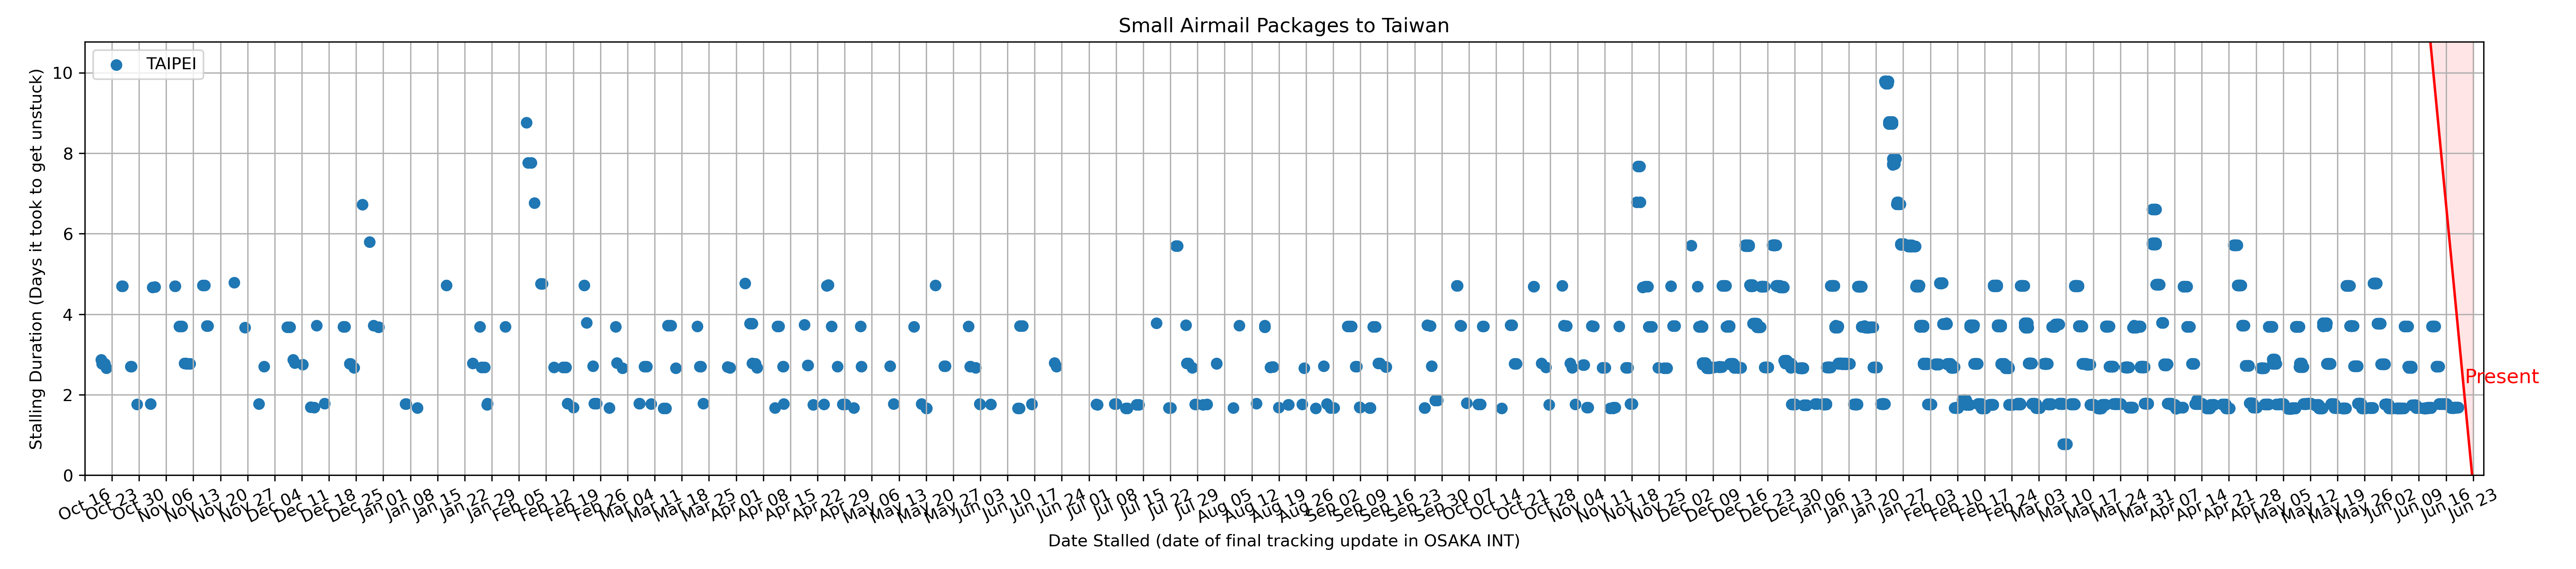 Small Airmail Packages to Taiwan
TAIPEI
Stalling Duration (Days it took to get unstuck)
10
8
6
4
2
0
Present
Oct 16 Oct 23 Oct 30 Nov 06 Nov 13 Nov 20 Nov 27 Dec 04 Dec 11 Dec 18 Dec 25 Jan 01 Jan 08 Jan 15 Jan 22 Jan 29 Feb 05 Feb 12 Feb 19 Feb 26 Mar 04 Mar 11 Mar 18 Mar 25 Apr 01 Apr 08 Apr 15 Apr 22 Apr 29 May 06 May 13 May 20 May 27 Jun 03 Jun 10 Jun 17 Jun 24 Jul 01 Jul 08 Jul 15 Jul 22 Jul 29 Aug 05 Aug 12 Aug 19 Aug 26 Sep 02 Sep 09 Sep 16 Sep 23 Sep 30 Oct 07 Oct 14 Oct 21 Oct 28 Nov 04 Nov 11 Nov 18 Nov 25 Dec 02 Dec 09 Dec 16 Dec 23 Dec 30 Jan 06 Jan 13 Jan 20 Jan 27 Feb 03 Feb 10 Feb 17 Feb 24 Mar 03 Mar 10 Mar 17 Mar 24 Mar 31 Apr 07 Apr 14 Apr 21 Apr 28 May 05 May 12 May 19 May 26 Jun 02 Jun 09 Jun 16 Jun 23
Date Stalled (date of final tracking update in OSAKA INT)